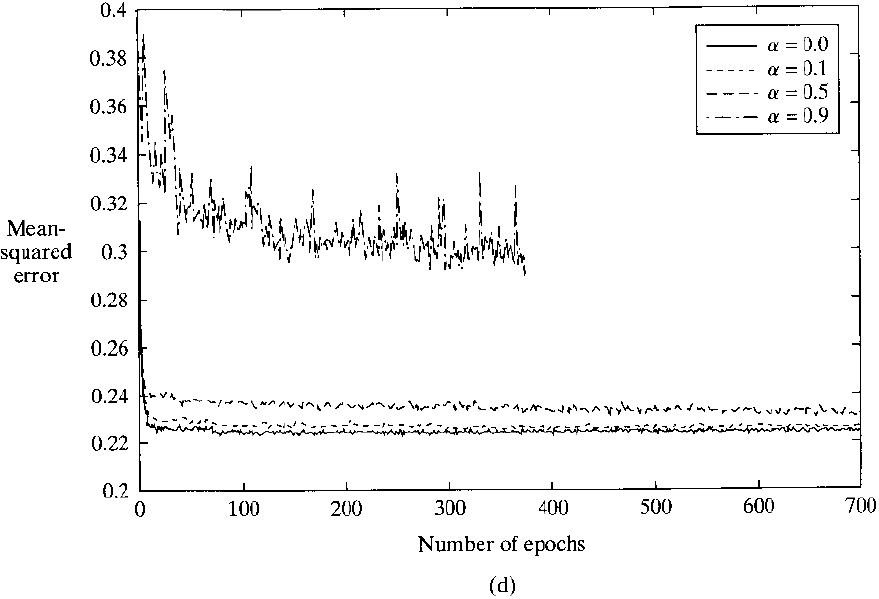 0.4
0.38
0.36
0.34
0.32
0.3
0.28
0.26
0.24
0.22
0.2
Mean-
squared
error
α = 0.0
α = 0.1
α = 0.5
α = 0.9
0 100 200 300 400 500 600 700
Number of epochs
(d)